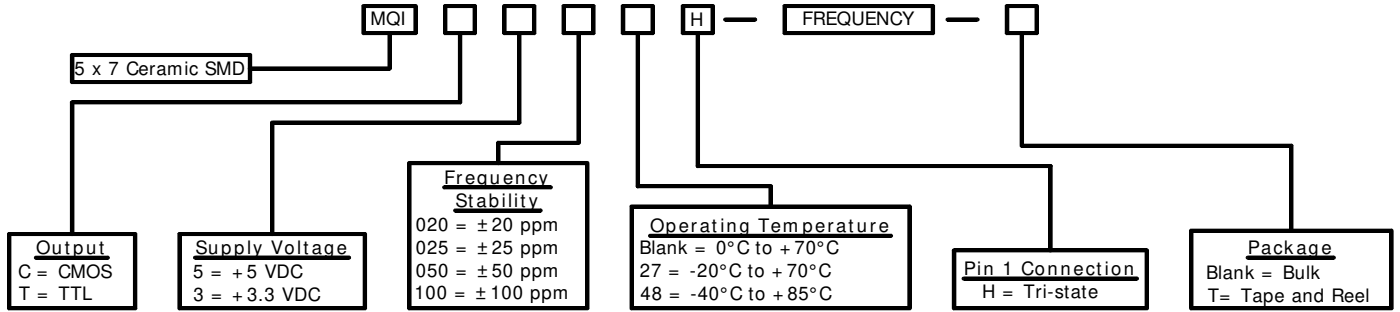 MQI H — FREQUENCY —
5 x 7 Ceramic SMD
Output
C = CMOS
T = TTL
Supply Voltage
5 = +5 VDC
3 = +3.3 VDC
Frequency
Stability
020 = ±20 ppm
025 = ±25 ppm
050 = ±50 ppm
100 = ±100 ppm
Operating Temperature
Blank = 0°C to +70°C
27 = -20°C to +70°C
48 = -40°C to +85°C
Pin 1 Connection
H = Tri-state
Package
Blank = Bulk
T= Tape and Reel